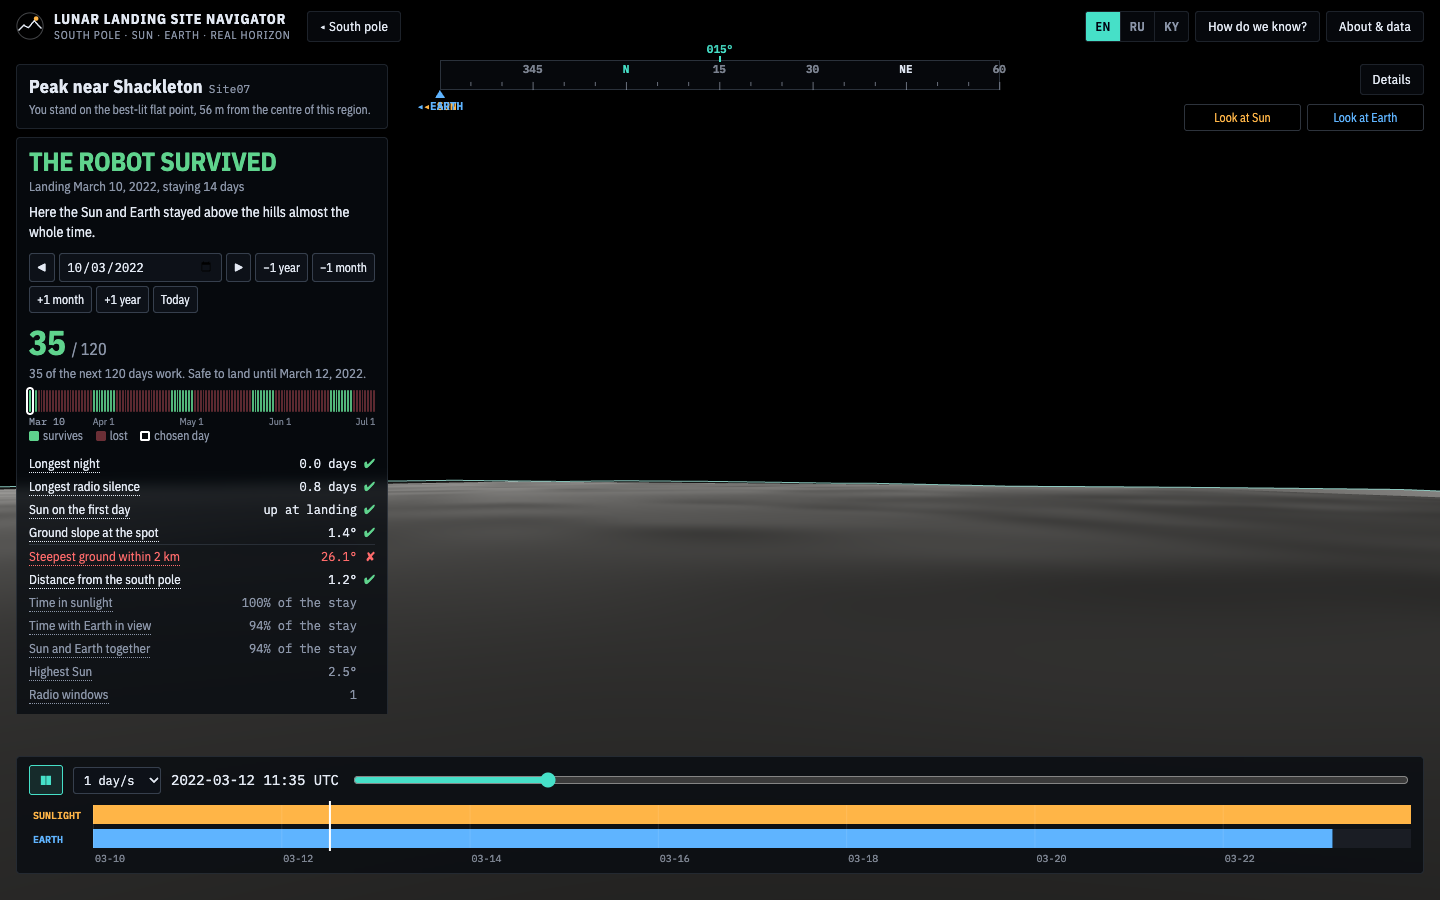 LUNAR LANDING SITE NAVIGATOR
SOUTH POLE · SUN · EARTH · REAL HORIZON
◂ South pole
EN RU KY
How do we know?
About & data
015°
345 N 15 30 NE 60
Details
Look at Sun
Look at Earth
Peak near Shackleton Site07
You stand on the best-lit flat point, 56 m from the centre of this region.
THE ROBOT SURVIVED
Landing March 10, 2022, staying 14 days
Here the Sun and Earth stayed above the hills almost the
whole time.
◀ 10/03/2022 ▶ −1 year −1 month
+1 month +1 year Today
35 / 120
35 of the next 120 days work. Safe to land until March 12, 2022.
Mar 10 Apr 1 May 1 Jun 1 Jul 1
survives lost chosen day
Longest night 0.0 days ✔
Longest radio silence 0.8 days ✔
Sun on the first day up at landing ✔
Ground slope at the spot 1.4° ✔
Steepest ground within 2 km 26.1° ✘
Distance from the south pole 1.2° ✔
Time in sunlight 100% of the stay
Time with Earth in view 94% of the stay
Sun and Earth together 94% of the stay
Highest Sun 2.5°
Radio windows 1
1 day/s 2022-03-12 11:35 UTC
SUNLIGHT
EARTH
03-10 03-12 03-14 03-16 03-18 03-20 03-22